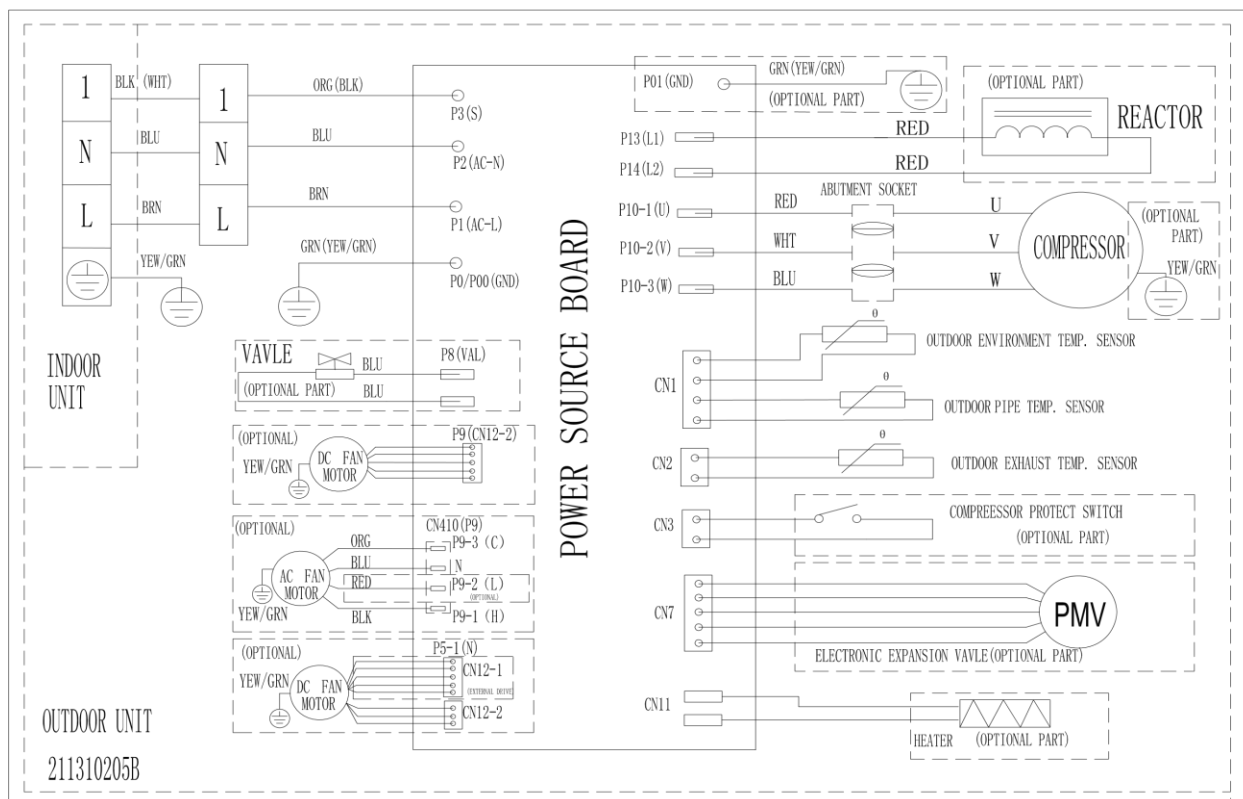 1
N
L
BLK (WHT)
BLU
BRN
YEW/GRN
1
N
L
ORG(BLK)
BLU
BRN
GRN(YEW/GRN)
P3(S)
P2(AC-N)
P1(AC-L)
P0/P00(GND)
INDOOR
UNIT
VAVLE
(OPTIONAL PART)
BLU
BLU
P8(VAL)
(OPTIONAL)
YEW/GRN
DC FAN
MOTOR
P9(CN12-2)
(OPTIONAL)
AC FAN
MOTOR
YEW/GRN
ORG
BLU
RED
BLK
CN410(P9)
P9-3 (C)
N
P9-2 (L)
(OPTIONAL)
P9-1 (H)
(OPTIONAL)
YEW/GRN
DC FAN
MOTOR
P5-1(N)
CN12-1
(EXTERNAL DRIVE)
CN12-2
OUTDOOR UNIT
211310205B
POWER SOURCE BOARD
P01(GND)
GRN(YEW/GRN)
(OPTIONAL PART)
(OPTIONAL PART)
REACTOR
P13(L1)
RED
P14(L2)
RED
ABUTMENT SOCKET
P10-1(U)
RED
U
P10-2(V)
WHT
V
P10-3(W)
BLU
W
COMPRESSOR
(OPTIONAL
PART)
YEW/GRN
CN1
θ
OUTDOOR ENVIRONMENT TEMP. SENSOR
θ
OUTDOOR PIPE TEMP. SENSOR
CN2
θ
OUTDOOR EXHAUST TEMP. SENSOR
CN3
COMPREESSOR PROTECT SWITCH
(OPTIONAL PART)
CN7
PMV
ELECTRONIC EXPANSION VAVLE(OPTIONAL PART)
CN11
HEATER
(OPTIONAL PART)